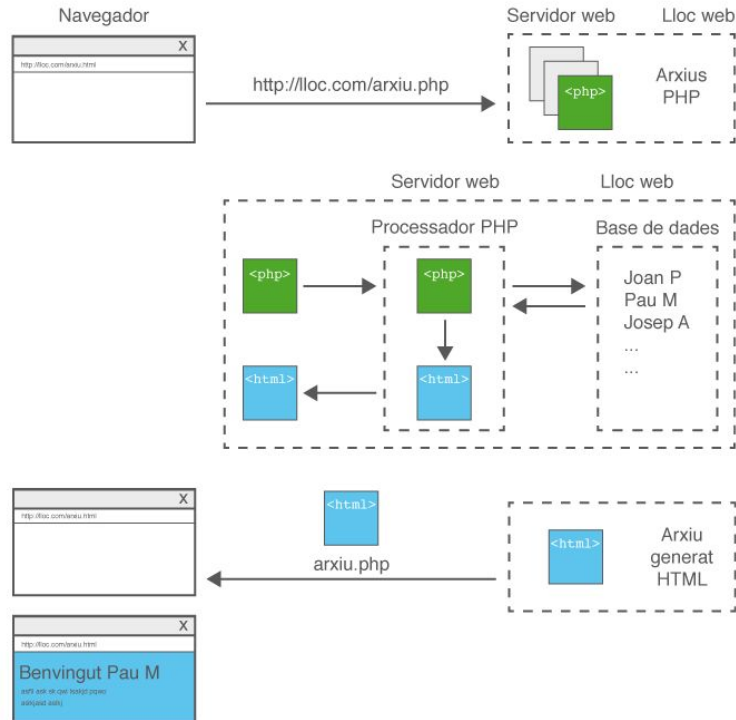 Navegador
Servidor web
Lloc web
X
http://lloc.com/arxiu.html
http://lloc.com/arxiu.php
<php>
Arxius
PHP
Servidor web
Lloc web
Processador PHP
Base de dades
<php>
<php>
Joan P
Pau M
Josep A
...
...
<html>
<html>
X
http://lloc.com/arxiu.html
<html>
arxiu.php
<html>
Arxiu
generat
HTML
X
http://lloc.com/arxiu.html
Benvingut Pau M